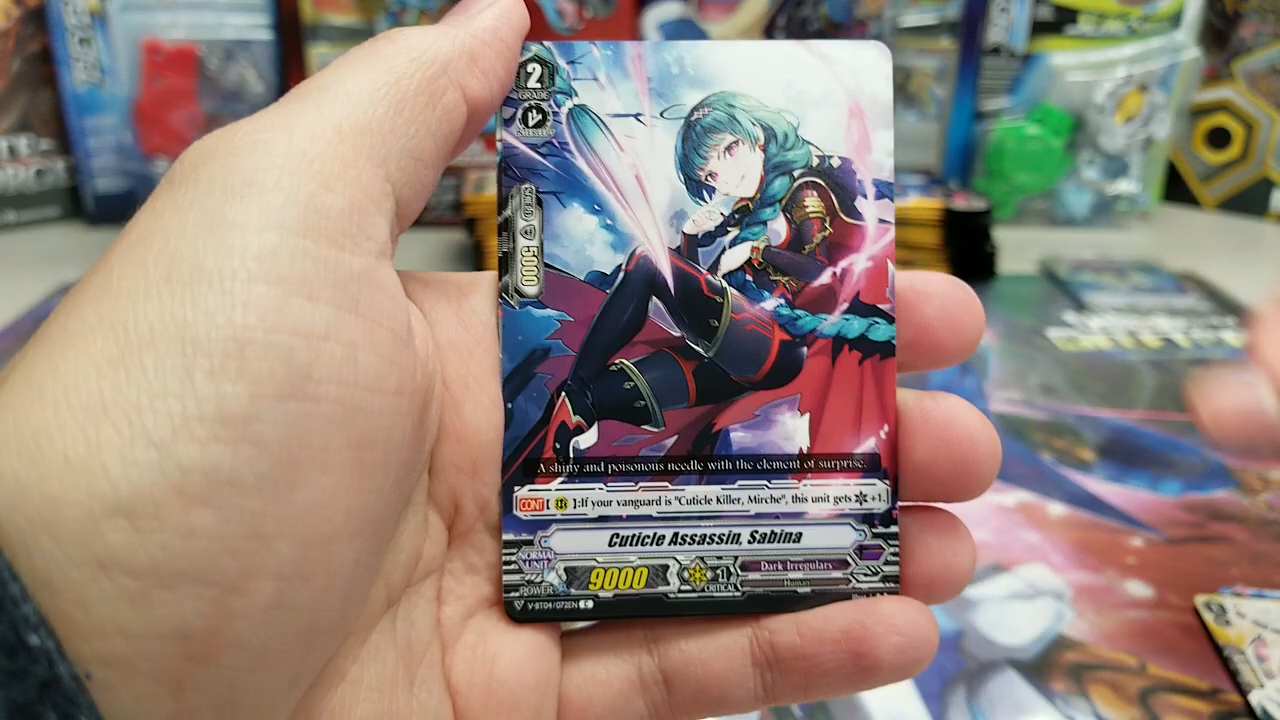 2
GRADE
INTERCEPT
SHIELD
5000
A shiny and poisonous needle with the element of surprise.
CONT [ ]:If your vanguard is "Cuticle Killer, Mirche", this unit gets +1.
Cuticle Assassin, Sabina
NORMAL
UNIT
POWER
9000
1
CRITICAL
Dark Irregulars
Human
V-BT04/072EN C